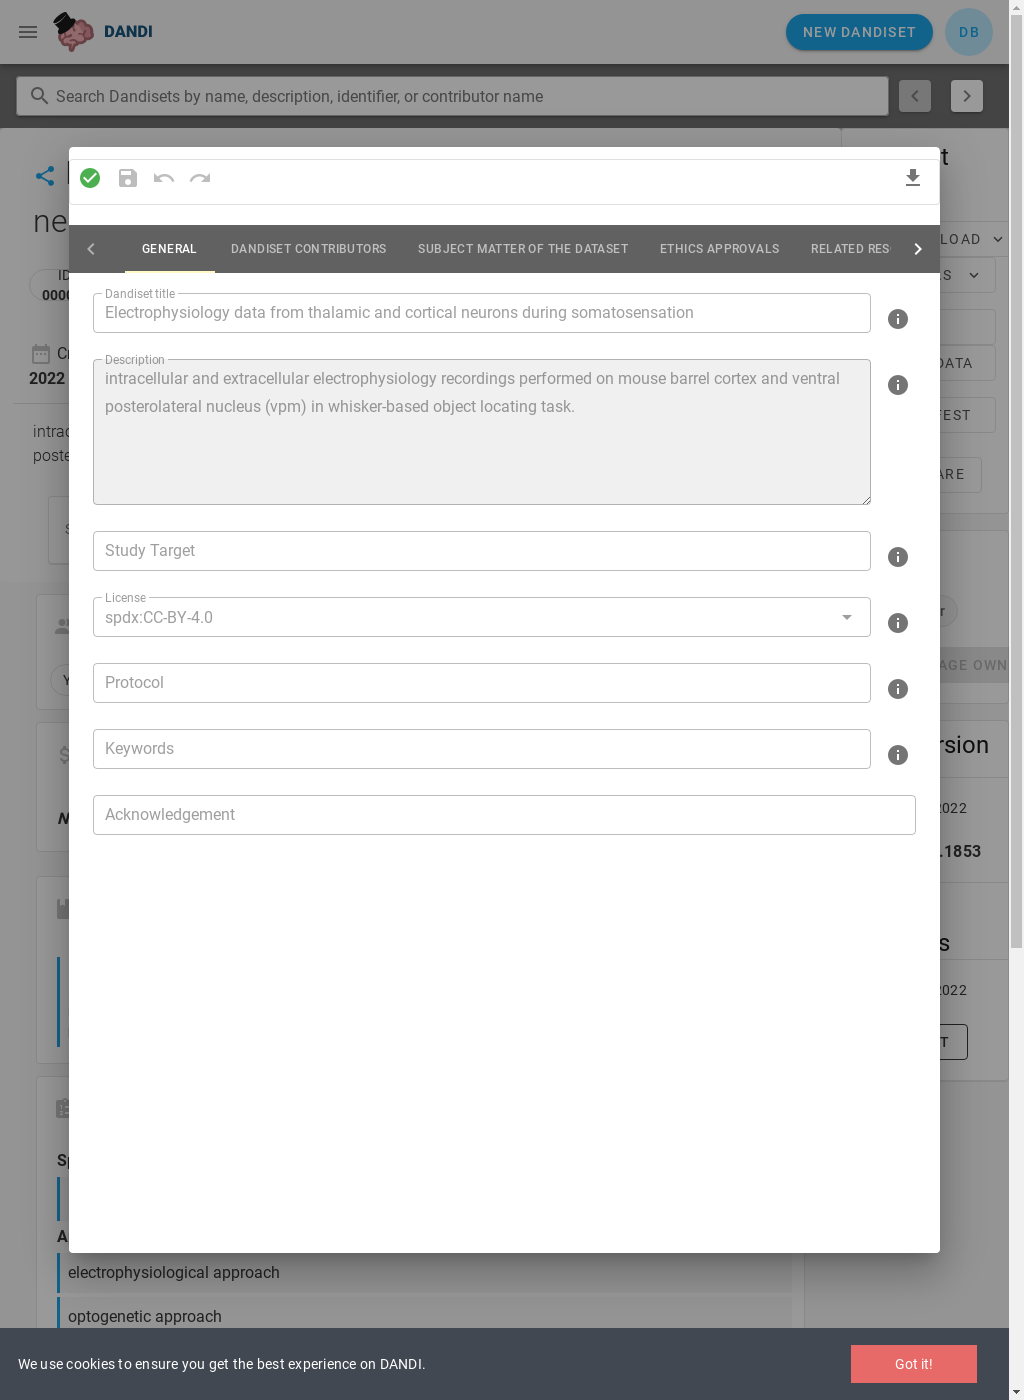 DANDI
NEW DANDISET
DB
Search Dandisets by name, description, identifier, or contributor name
GENERAL
DANDISET CONTRIBUTORS
SUBJECT MATTER OF THE DATASET
ETHICS APPROVALS
RELATED RES
Dandiset title
Electrophysiology data from thalamic and cortical neurons during somatosensation
Description
intracellular and extracellular electrophysiology recordings performed on mouse barrel cortex and ventral
posterolateral nucleus (vpm) in whisker-based object locating task.
Study Target
License
spdx:CC-BY-4.0
Protocol
Keywords
Acknowledgement
ne
ID
0000
2022
intrac
poste
LOAD
S
DATA
EST
ARE
r
AGE OWN
rsion
2022
.1853
s
2022
T
electrophysiological approach
optogenetic approach
We use cookies to ensure you get the best experience on DANDI.
Got it!